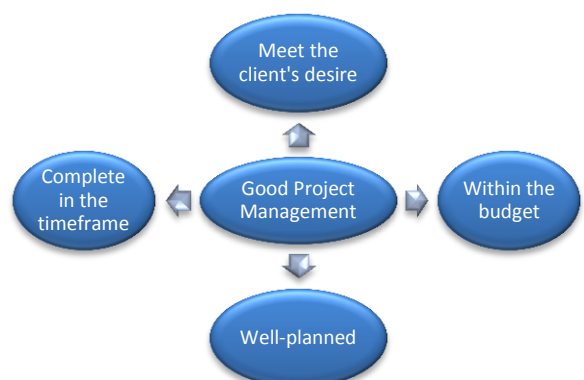 Meet the
client's desire
Complete
in the
timeframe
Good Project
Management
Within the
budget
Well-planned